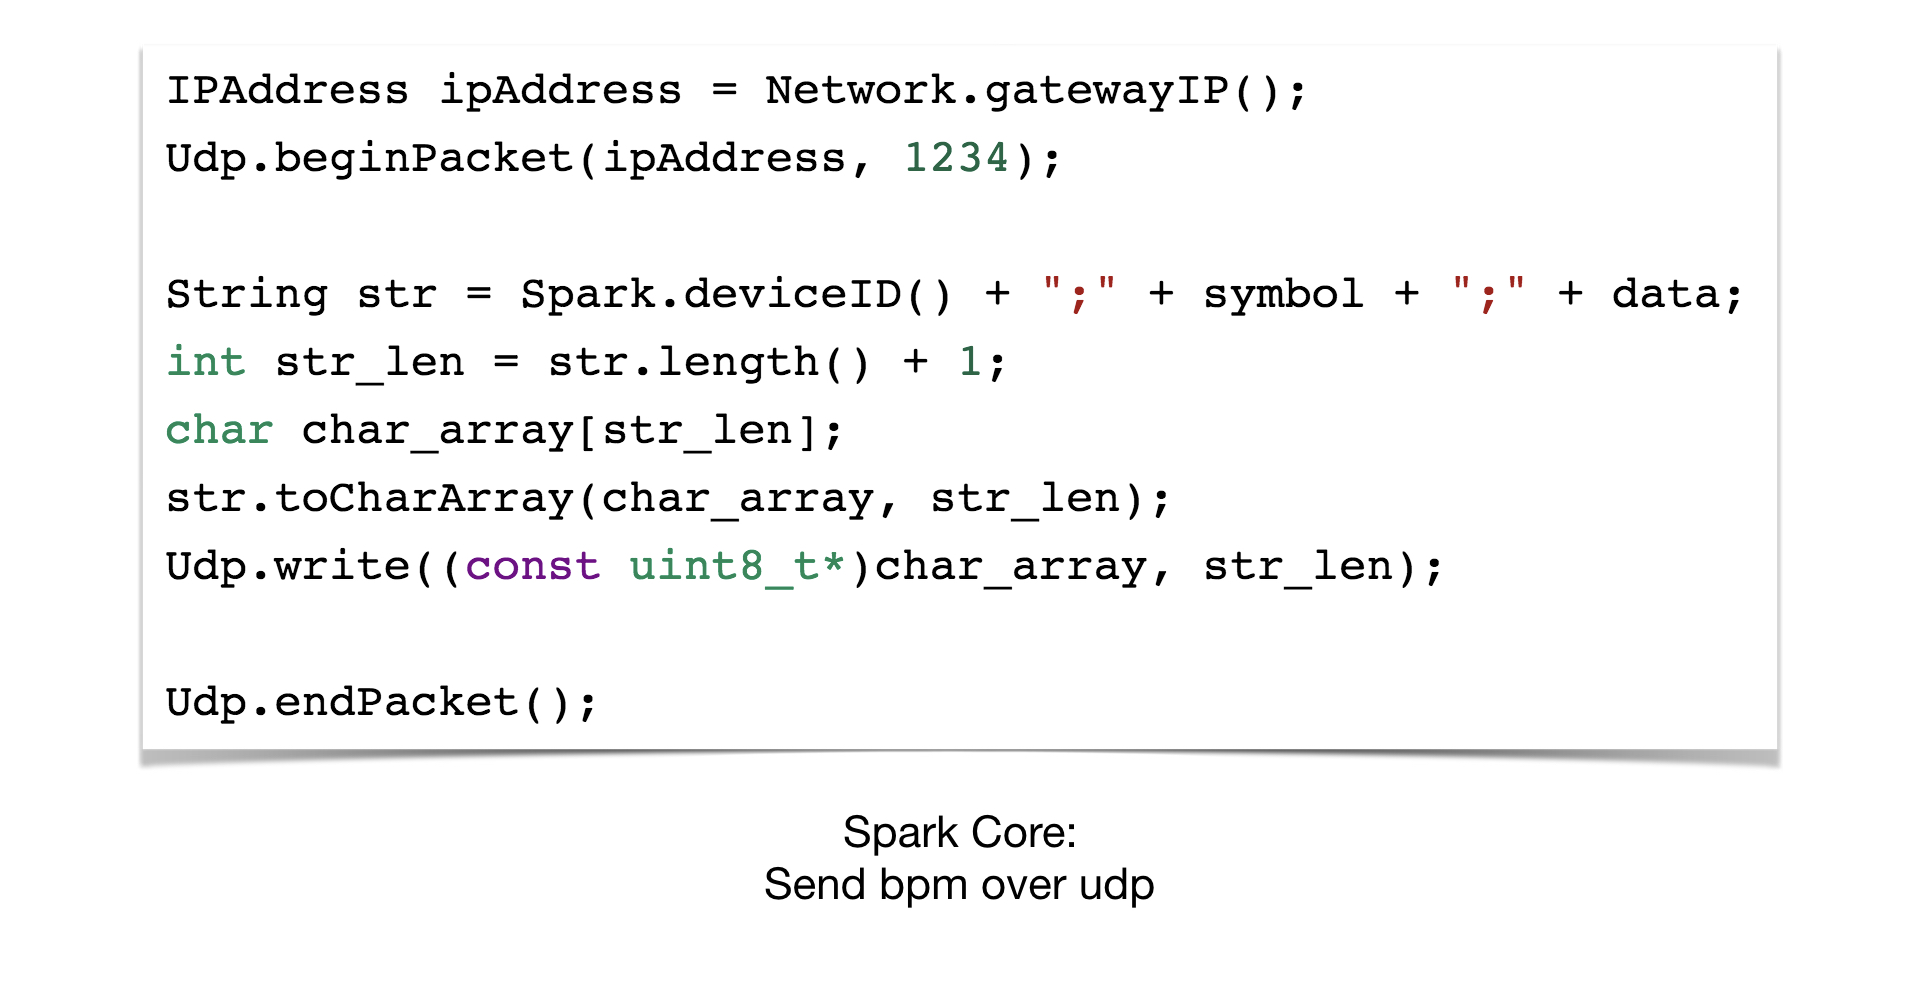 IPAddress ipAddress = Network.gatewayIP();
Udp.beginPacket(ipAddress, 1234);
String str = Spark.deviceID() + ";" + symbol + ";" + data;
int str_len = str.length() + 1;
char char_array[str_len];
str.toCharArray(char_array, str_len);
Udp.write((const uint8_t*)char_array, str_len);
Udp.endPacket();
Spark Core:
Send bpm over udp